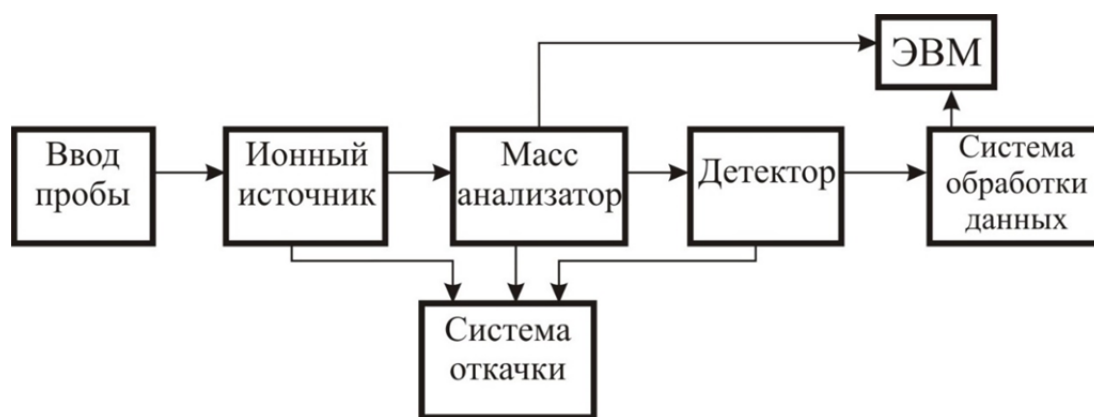 ЭВМ
Ввод
пробы
Ионный
источник
Масс
анализатор
Детектор
Система
обработки
данных
Система
откачки